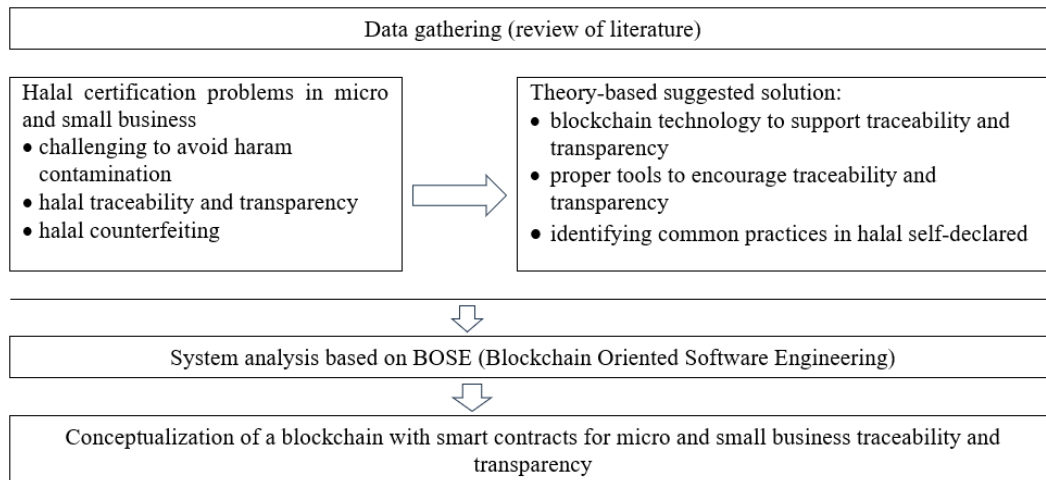 Data gathering (review of literature)
Halal certification problems in micro
and small business
• challenging to avoid haram
contamination
• halal traceability and transparency
• halal counterfeiting
Theory-based suggested solution:
• blockchain technology to support traceability and
transparency
• proper tools to encourage traceability and
transparency
• identifying common practices in halal self-declared
System analysis based on BOSE (Blockchain Oriented Software Engineering)
Conceptualization of a blockchain with smart contracts for micro and small business traceability and
transparency